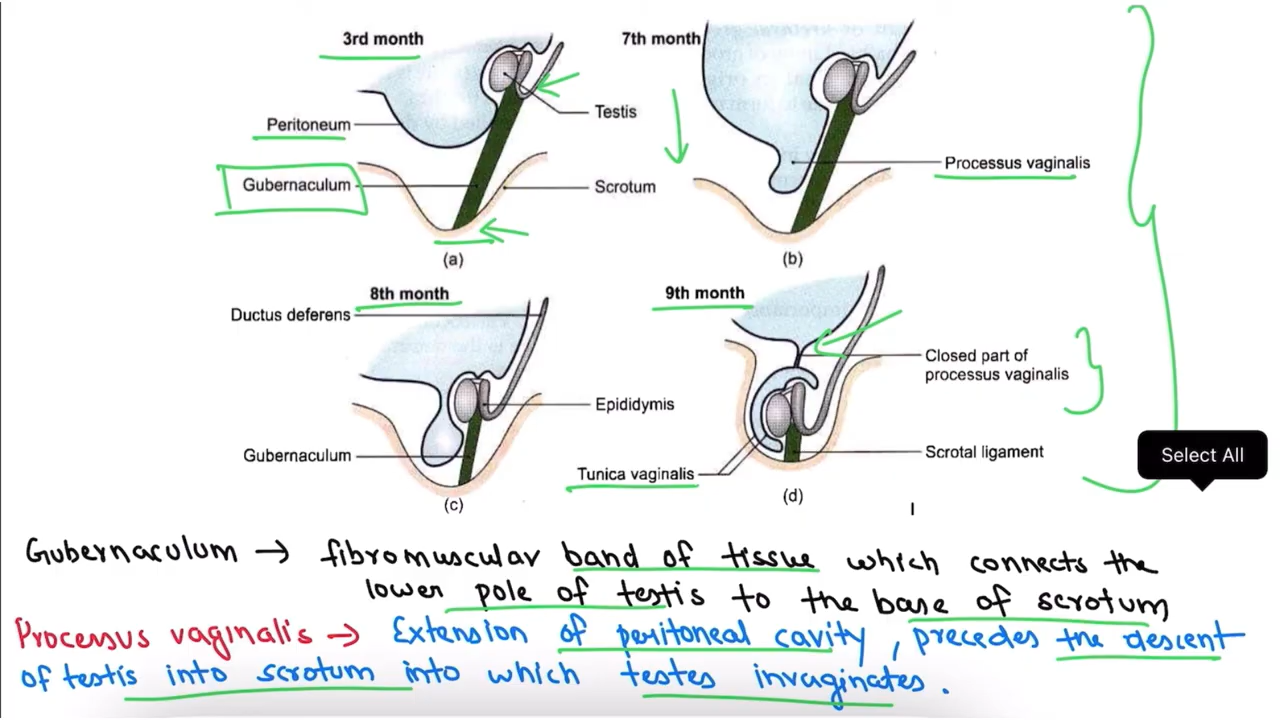 3rd month
7th month
Testis
Peritoneum
Processus vaginalis
Gubernaculum
Scrotum
(a)
(b)
8th month
9th month
Ductus deferens
Closed part of
processus vaginalis
Epididymis
Gubernaculum
Scrotal ligament
Select All
Tunica vaginalis
(c)
(d)
Gubernaculum → fibromuscular band of tissue which connects the
lower pole of testis to the base of scrotum
Processus vaginalis → Extension of peritoneal cavity, precedes the descent
of testis into scrotum into which testes invaginates.